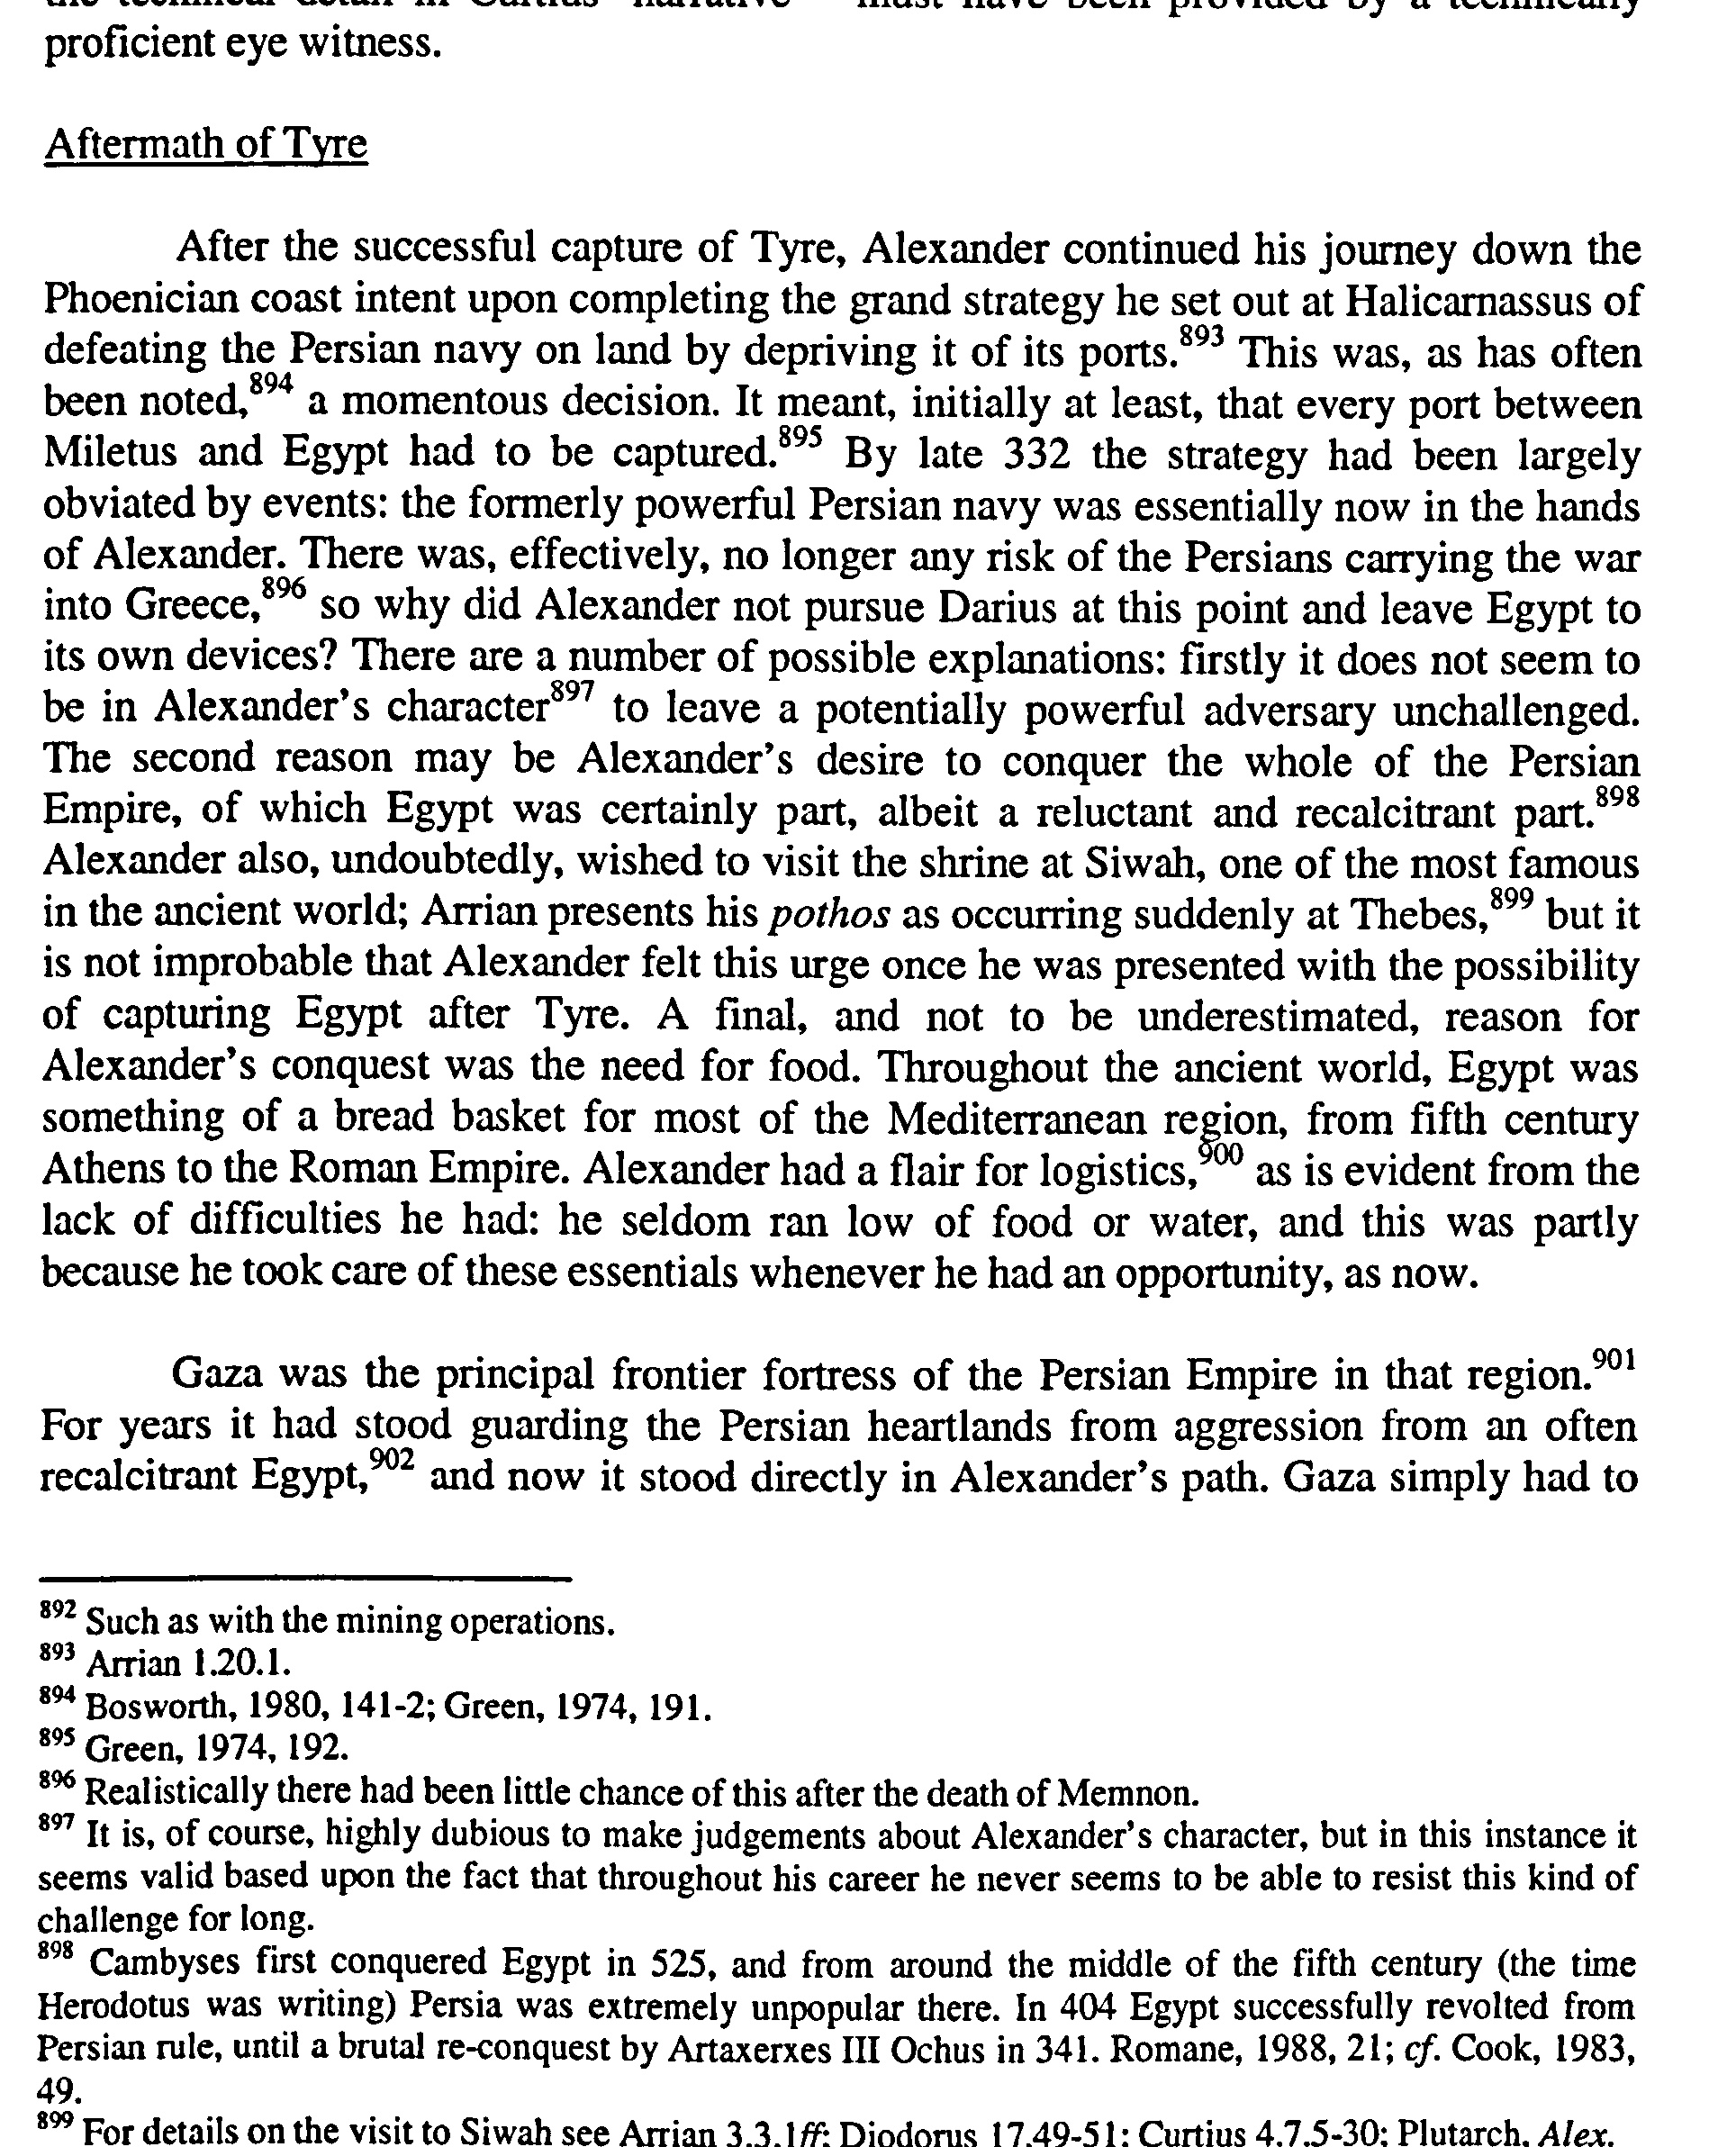 the technical detail in Curtius' narrative must have been provided by a technically
proficient eye witness.
Aftermath of Tyre
After the successful capture of Tyre, Alexander continued his journey down the
Phoenician coast intent upon completing the grand strategy he set out at Halicarnassus of
defeating the Persian navy on land by depriving it of its ports.893 This was, as has often
been noted,894 a momentous decision. It meant, initially at least, that every port between
Miletus and Egypt had to be captured.895 By late 332 the strategy had been largely
obviated by events: the formerly powerful Persian navy was essentially now in the hands
of Alexander. There was, effectively, no longer any risk of the Persians carrying the war
into Greece,896 so why did Alexander not pursue Darius at this point and leave Egypt to
its own devices? There are a number of possible explanations: firstly it does not seem to
be in Alexander's character897 to leave a potentially powerful adversary unchallenged.
The second reason may be Alexander's desire to conquer the whole of the Persian
Empire, of which Egypt was certainly part, albeit a reluctant and recalcitrant part.898
Alexander also, undoubtedly, wished to visit the shrine at Siwah, one of the most famous
in the ancient world; Arrian presents his pothos as occurring suddenly at Thebes,899 but it
is not improbable that Alexander felt this urge once he was presented with the possibility
of capturing Egypt after Tyre. A final, and not to be underestimated, reason for
Alexander's conquest was the need for food. Throughout the ancient world, Egypt was
something of a bread basket for most of the Mediterranean region, from fifth century
Athens to the Roman Empire. Alexander had a flair for logistics,900 as is evident from the
lack of difficulties he had: he seldom ran low of food or water, and this was partly
because he took care of these essentials whenever he had an opportunity, as now.
Gaza was the principal frontier fortress of the Persian Empire in that region.901
For years it had stood guarding the Persian heartlands from aggression from an often
recalcitrant Egypt,902 and now it stood directly in Alexander's path. Gaza simply had to
892 Such as with the mining operations.
893 Arrian 1.20.1.
894 Bosworth, 1980, 141-2; Green, 1974, 191.
895 Green, 1974, 192.
896 Realistically there had been little chance of this after the death of Memnon.
897 It is, of course, highly dubious to make judgements about Alexander's character, but in this instance it
seems valid based upon the fact that throughout his career he never seems to be able to resist this kind of
challenge for long.
898 Cambyses first conquered Egypt in 525, and from around the middle of the fifth century (the time
Herodotus was writing) Persia was extremely unpopular there. In 404 Egypt successfully revolted from
Persian rule, until a brutal re-conquest by Artaxerxes III Ochus in 341. Romane, 1988, 21; cf. Cook, 1983,
49.
899 For details on the visit to Siwah see Arrian 3.3.1ff; Diodorus 17.49-51; Curtius 4.7.5-30; Plutarch, Alex.